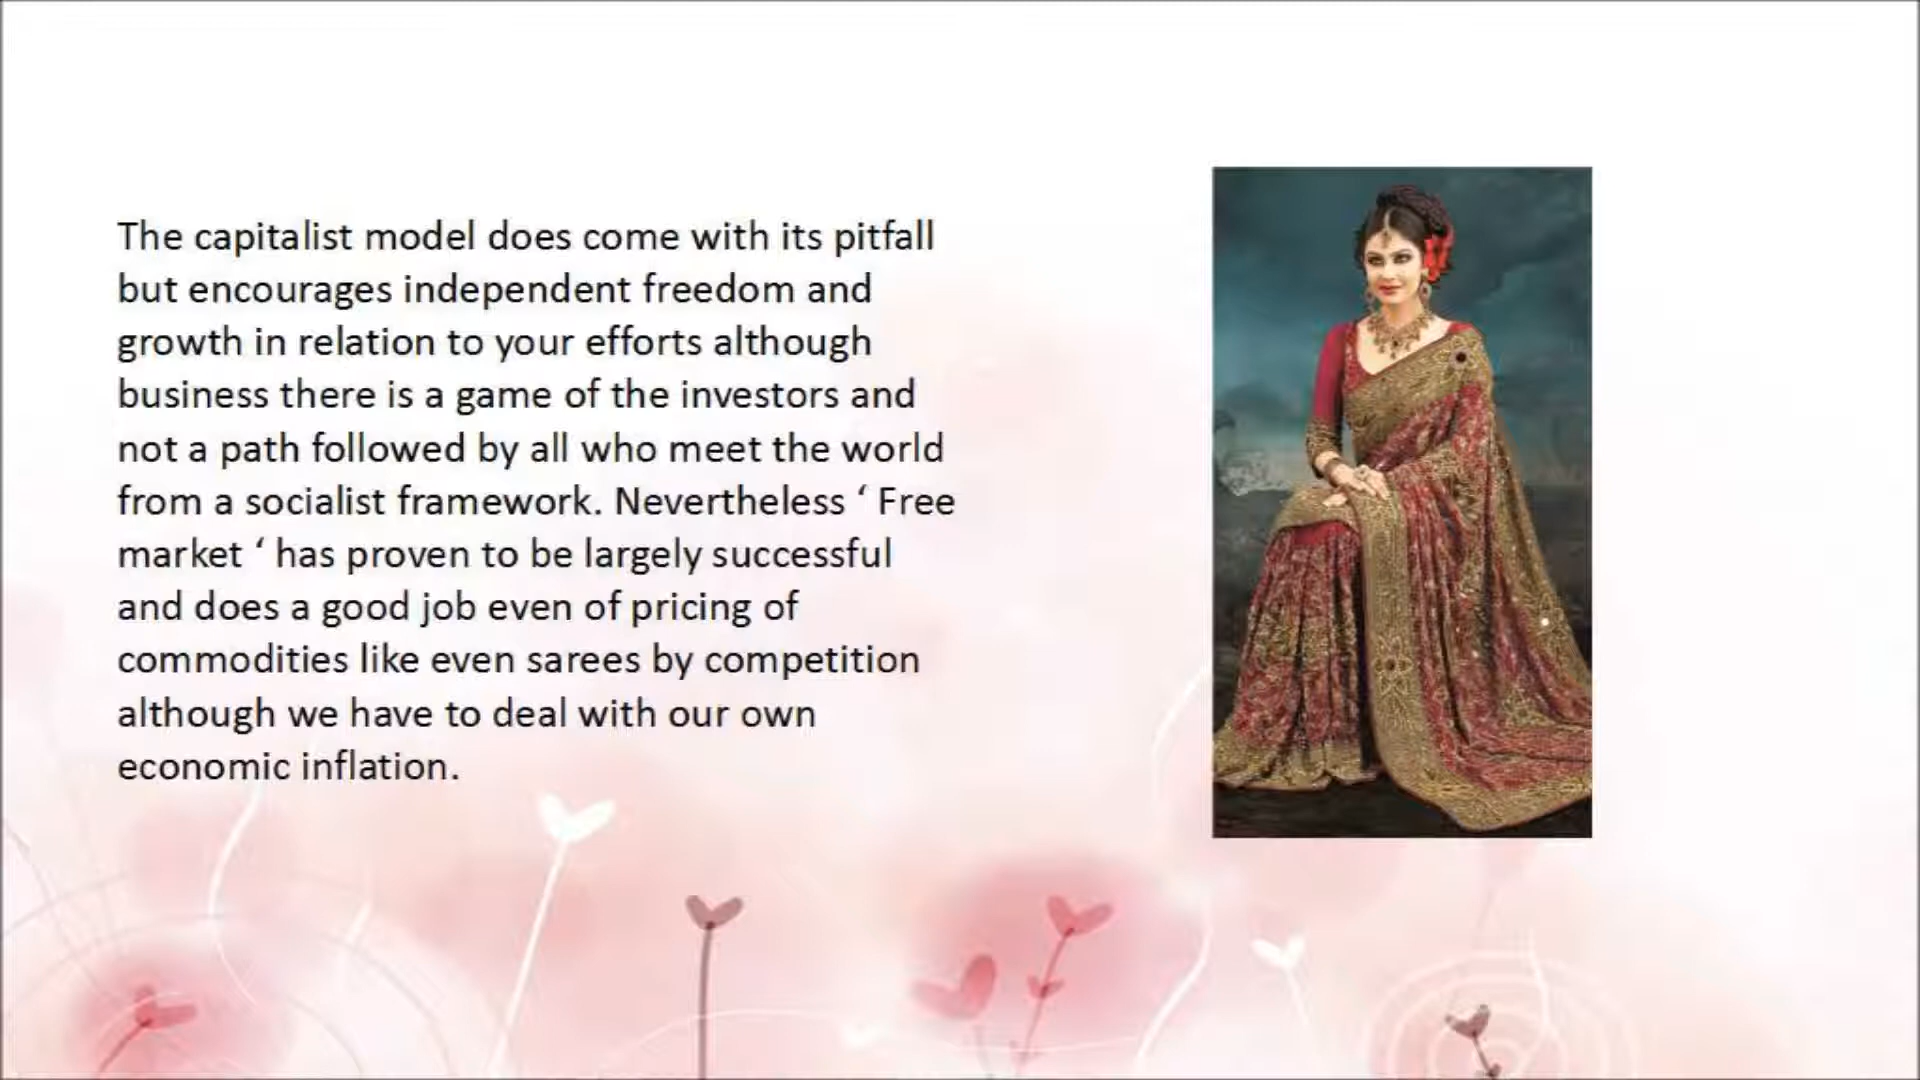 The capitalist model does come with its pitfall
but encourages independent freedom and
growth in relation to your efforts although
business there is a game of the investors and
not a path followed by all who meet the world
from a socialist framework. Nevertheless ‘ Free
market ‘ has proven to be largely successful
and does a good job even of pricing of
commodities like even sarees by competition
although we have to deal with our own
economic inflation.